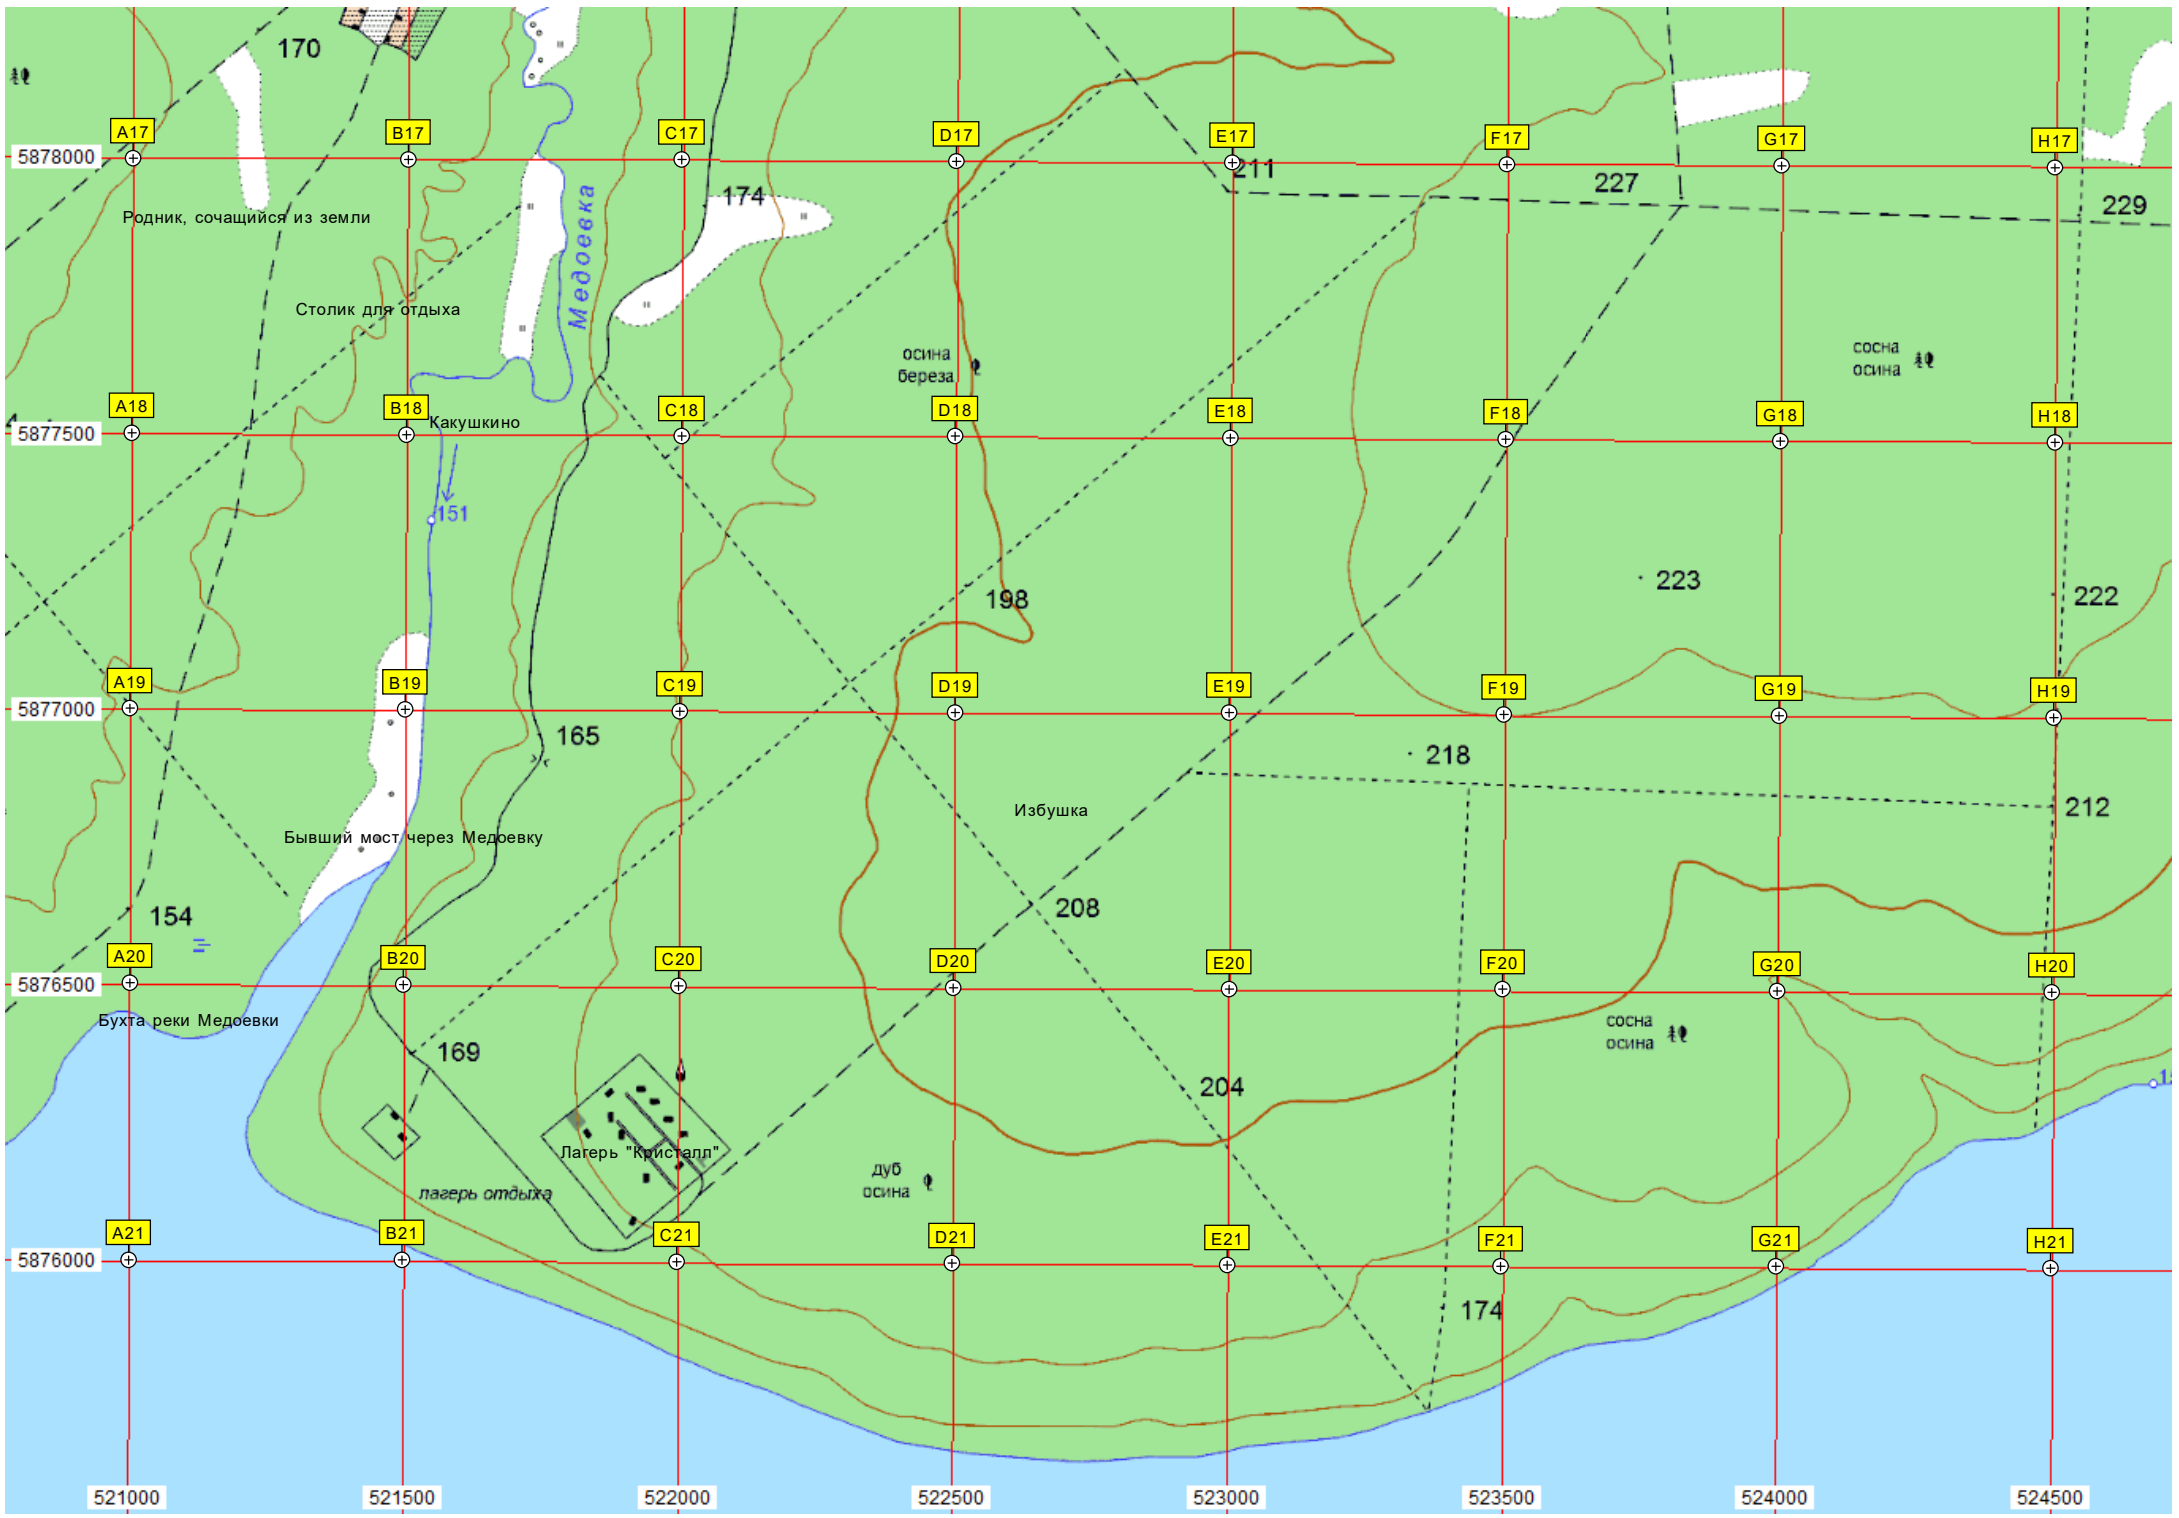 170
A17
B17
C17
D17
E17
F17
G17
H17
5878000
211
227
174
229
Родник, сочащийся из земли
Медоевка
Столик для отдыха
осина
береза
сосна
осина
A18
B18
C18
D18
E18
F18
G18
H18
Какушкино
5877500
151
223
198
222
A19
B19
C19
D19
E19
F19
G19
H19
5877000
165
218
Избушка
212
Бывший мост через Медоевку
208
154
A20
B20
C20
D20
E20
F20
G20
H20
5876500
Бухта реки Медоевки
сосна
осина
169
204
Лагерь "Кристалл"
дуб
осина
лагерь отдыха
A21
B21
C21
D21
E21
F21
G21
H21
5876000
174
521000
521500
522000
522500
523000
523500
524000
524500